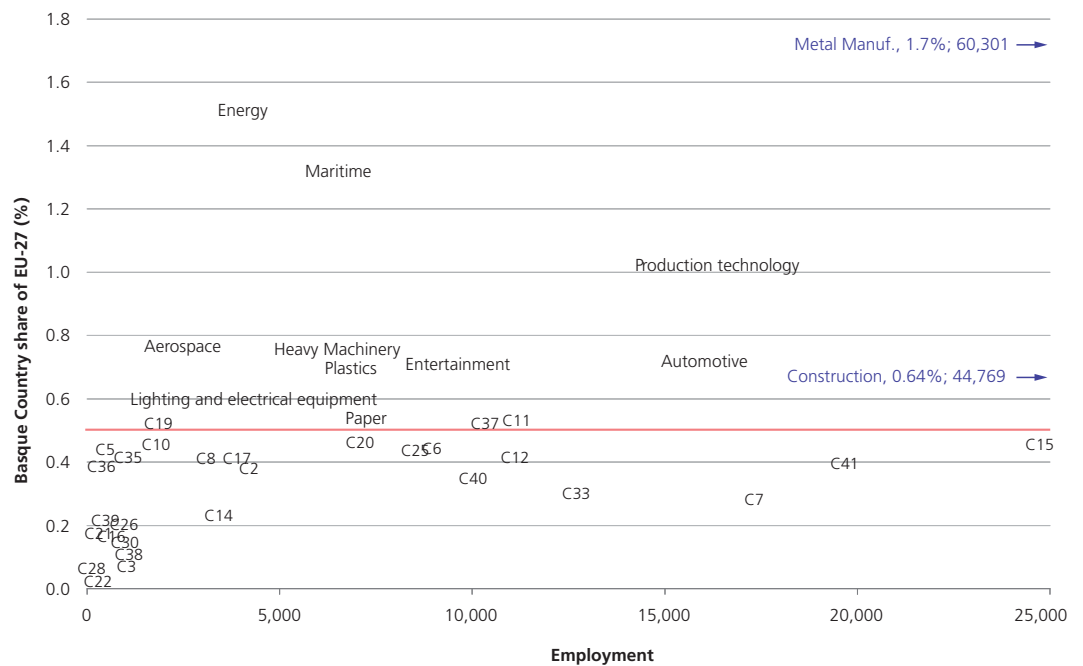 1.8
Metal Manuf., 1.7%; 60,301
1.6
Energy
1.4
Maritime
1.2
Production technology
1.0
0.8
Aerospace
Heavy Machinery
Plastics
Entertainment
Automotive
Construction, 0.64%; 44,769
0.6
Lighting and electrical equipment
Paper
C19
C37
C11
C5
C10
C20
C25
C6
C15
C35
C8
C17
C12
C36
C2
C41
0.4
C40
C33
C7
C14
C39
C26
0.2
C21
C16
C30
C38
C28
C3
C22
0.0
0
5,000
10,000
15,000
20,000
25,000
Employment
Basque Country share of EU-27 (%)